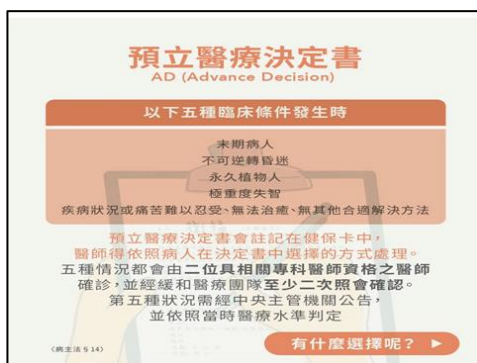 預立醫療決定書
AD (Advance Decision)
以下五種臨床條件發生時
末期病人
不可逆轉昏迷
永久植物人
極重度失智
疾病狀況或痛苦難以忍受、無法治癒、無其他合適解決方法
預立醫療決定書會註記在健保卡中，
醫師得依照病人在決定書中選擇的方式處理。
五種情況都會由二位具相關專科醫師資格之醫師
確診，並經緩和醫療團隊至少二次照會確認。
第五種狀況需經中央主管機關公告，
並依照當時醫療水準判定
〈病主法 § 14〉
有什麼選擇呢？ ▶